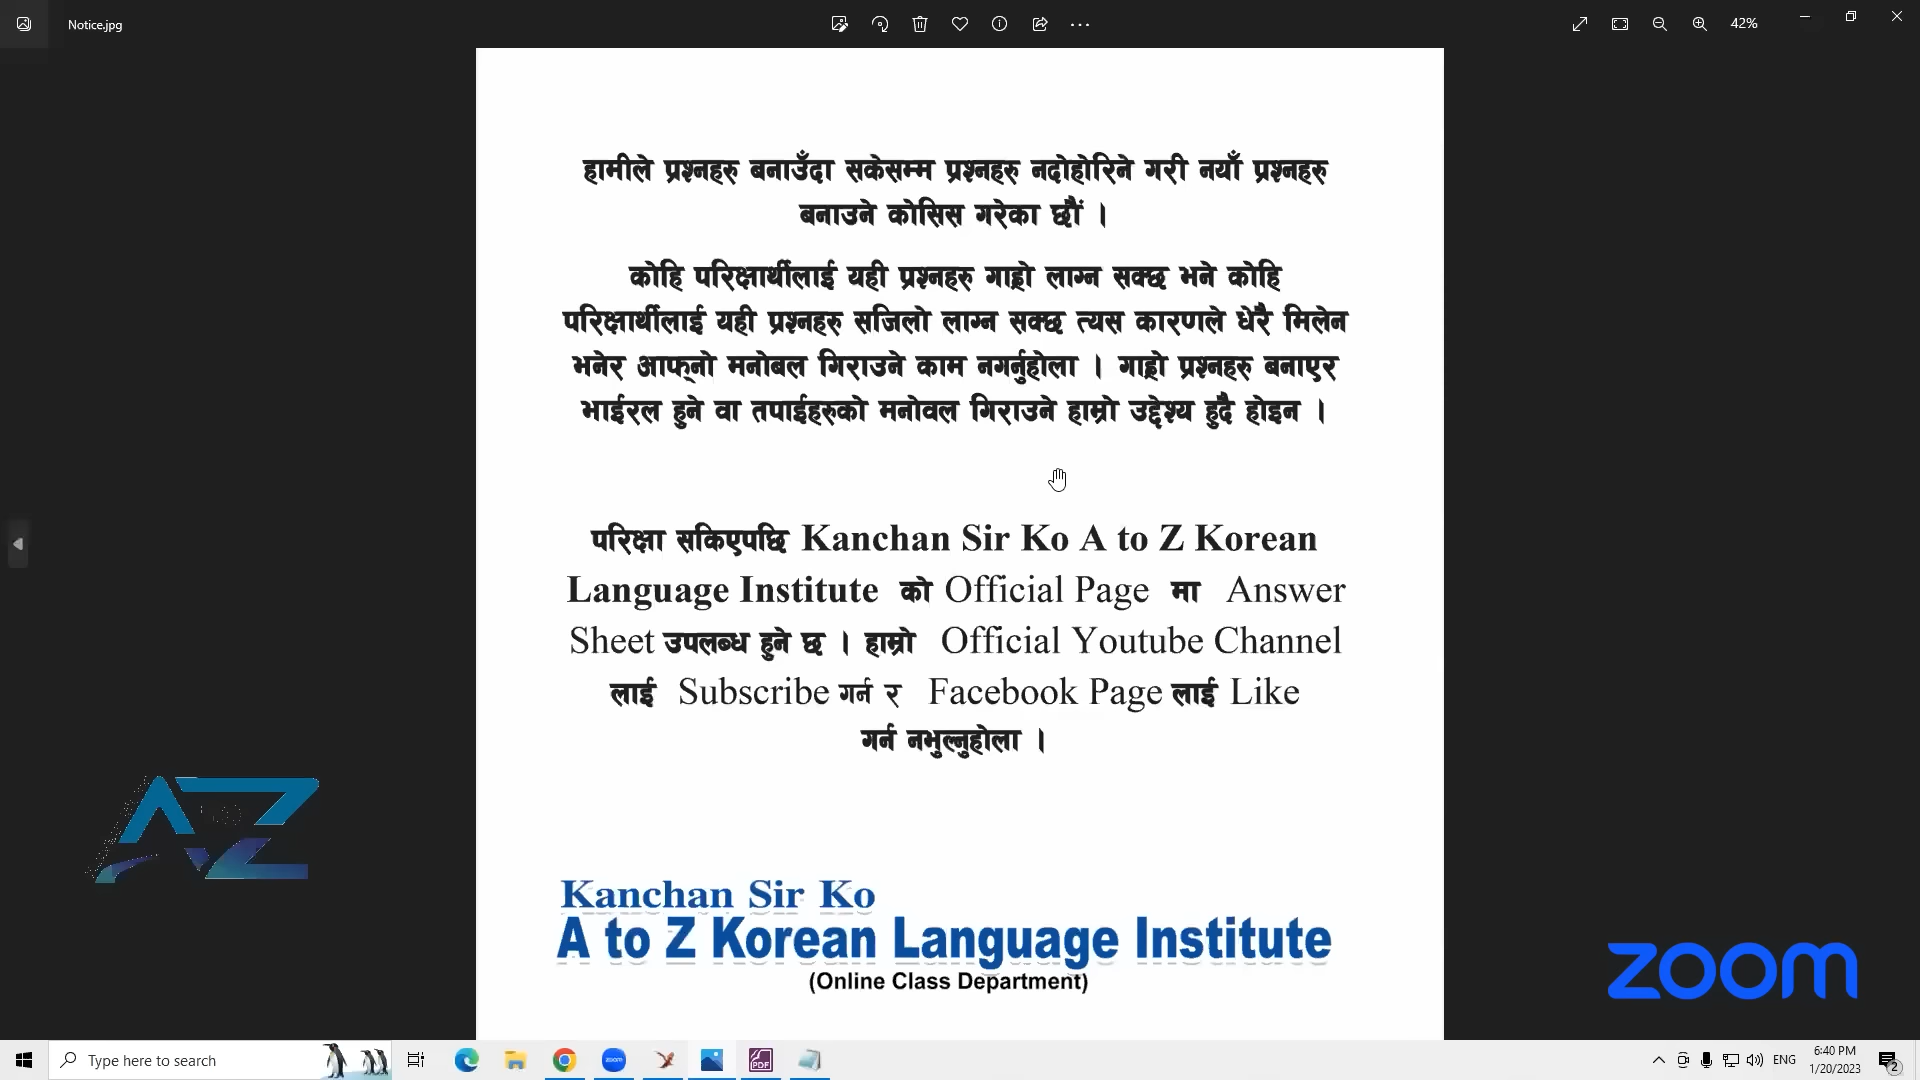 Notice.jpg
42%
हामीले प्रश्नहरु बनाउँदा सकेसम्म प्रश्नहरु नदोहोरिने गरी नयाँ प्रश्नहरु
बनाउने कोसिस गरेका छौं ।
कोहि परिक्षार्थीलाई यही प्रश्नहरु गाह्रो लाग्न सक्छ भने कोहि
परिक्षार्थीलाई यही प्रश्नहरु सजिलो लाग्न सक्छ त्यस कारणले धेरै मिलेन
भनेर आफ्नो मनोबल गिराउने काम नगर्नुहोला । गाह्रो प्रश्नहरु बनाएर
भाईरल हुने वा तपाईहरुको मनोवल गिराउने हाम्रो उद्देश्य हुदै होइन ।
परिक्षा सकिएपछि Kanchan Sir Ko A to Z Korean
Language Institute को Official Page मा Answer
Sheet उपलब्ध हुने छ । हाम्रो Official Youtube Channel
लाई Subscribe गर्न र Facebook Page लाई Like
गर्न नभुल्नुहोला ।
Kanchan Sir Ko
A to Z Korean Language Institute
(Online Class Department)
AZ
zoom
Type here to search
zoom
PDF
ENG
6:40 PM
1/20/2023
2